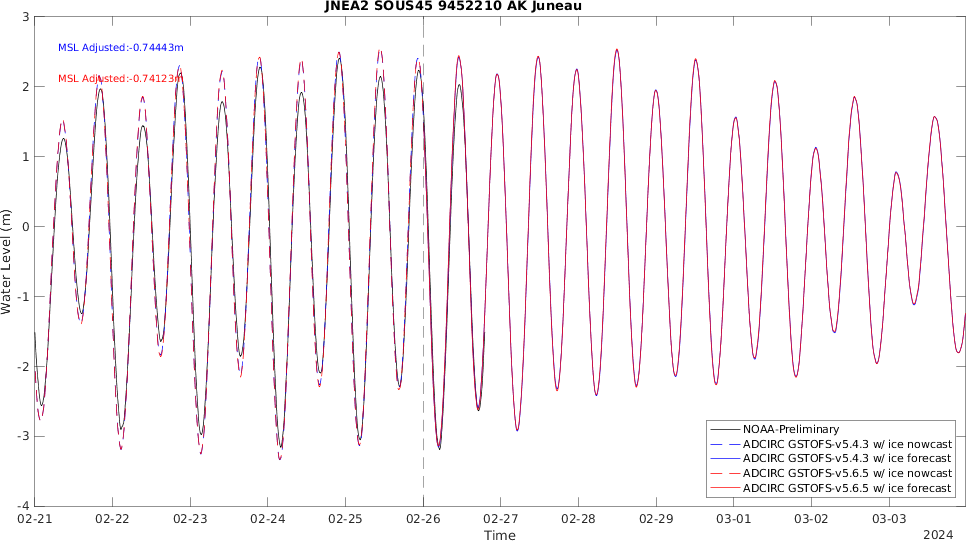 JNEA2 SOUS45 9452210 AK Juneau
MSL Adjusted:-0.74443m
MSL Adjusted:-0.74123m
Water Level (m)
3
2
1
0
-1
-2
-3
-4
NOAA-Preliminary
ADCIRC GSTOFS-v5.4.3 w/ ice nowcast
ADCIRC GSTOFS-v5.4.3 w/ ice forecast
ADCIRC GSTOFS-v5.6.5 w/ ice nowcast
ADCIRC GSTOFS-v5.6.5 w/ ice forecast
02-21 02-22 02-23 02-24 02-25 02-26 02-27 02-28 02-29 03-01 03-02 03-03
Time
2024